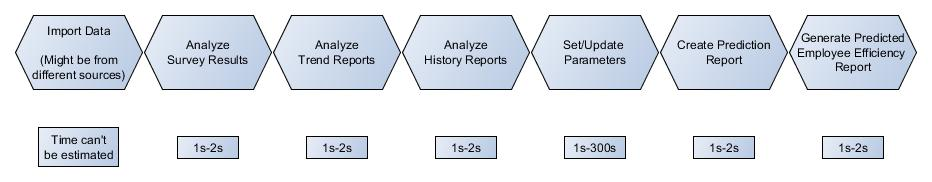 Import Data
(Might be from
different sources)
Analyze
Survey Results
Analyze
Trend Reports
Analyze
History Reports
Set/Update
Parameters
Create Prediction
Report
Generate Predicted
Employee Efficiency
Report
Time can't
be estimated
1s-2s
1s-2s
1s-2s
1s-300s
1s-2s
1s-2s